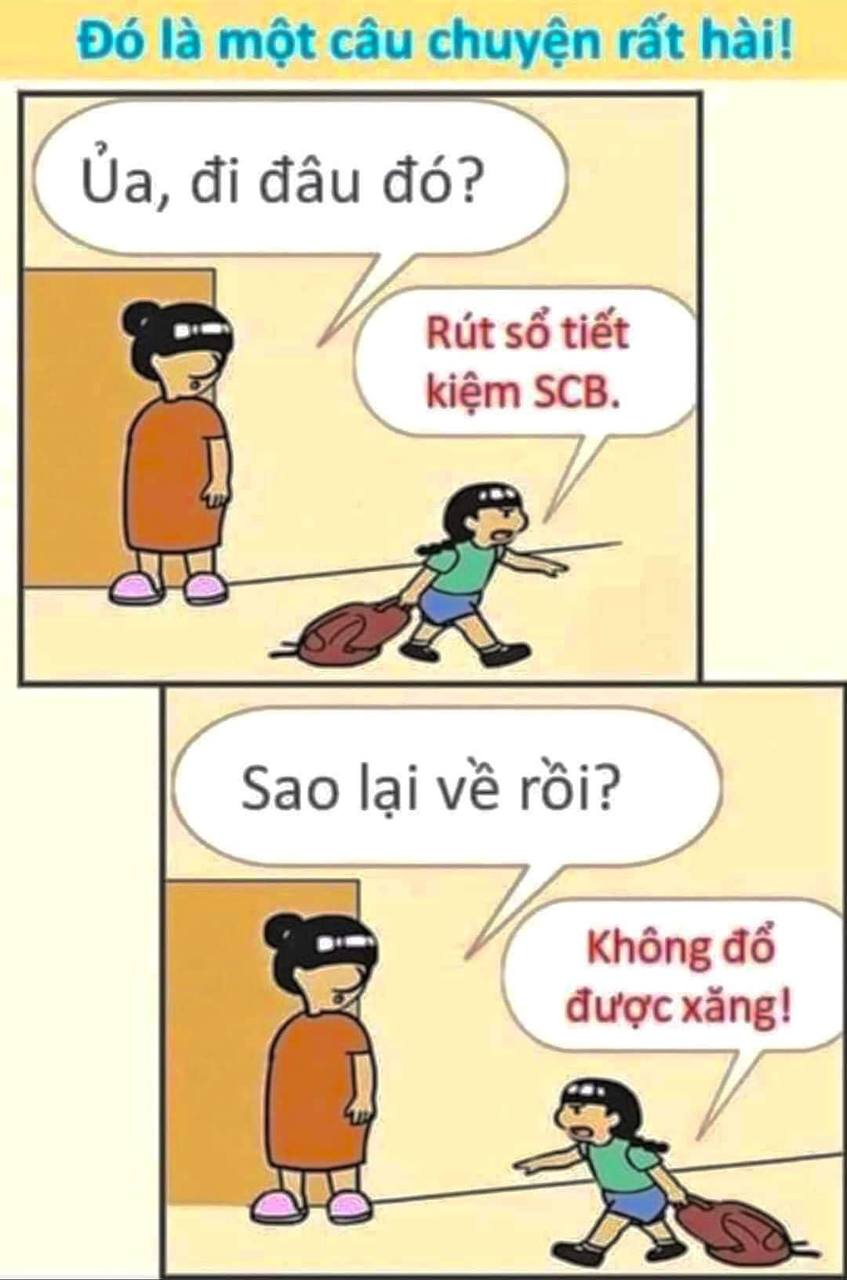 Đó là một câu chuyện rất hài!
Ủa, đi đâu đó?
Rút sổ tiết
kiệm SCB.
Sao lại về rồi?
Không đổ
được xăng!